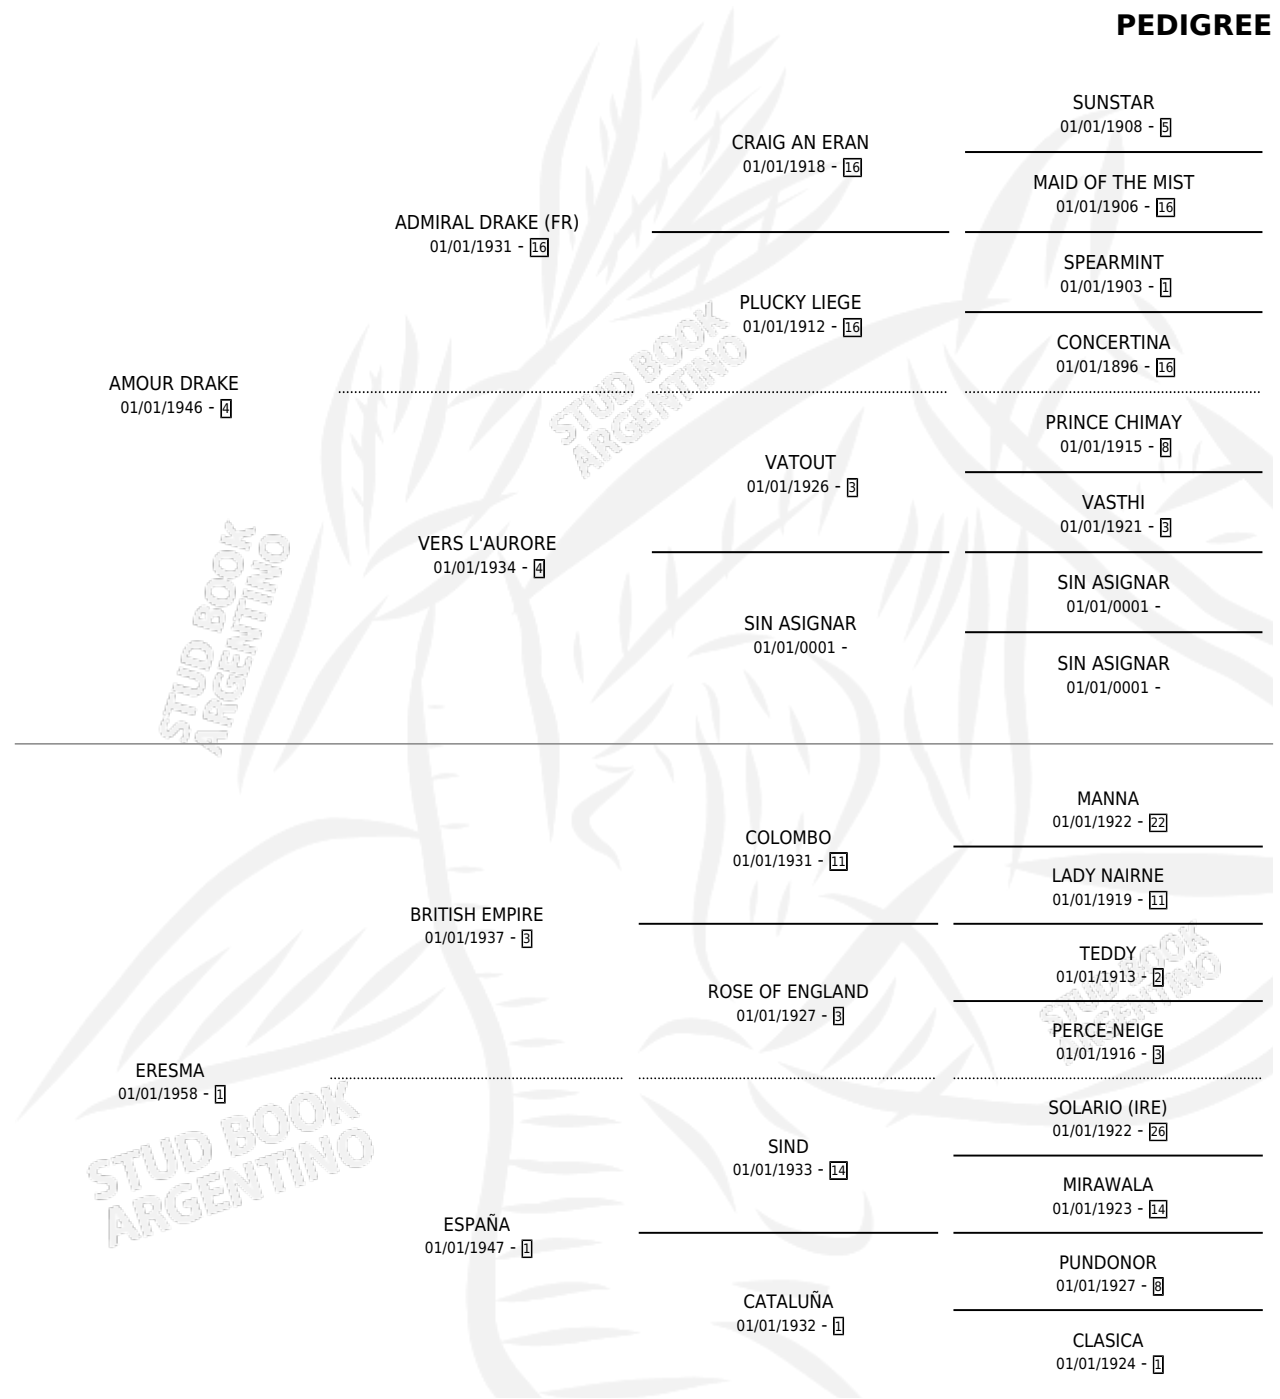 PEDIGREE
SUNSTAR
01/01/1908 - 5
CRAIG AN ERAN
01/01/1918 - 16
MAID OF THE MIST
01/01/1906 - 16
ADMIRAL DRAKE (FR)
01/01/1931 - 16
SPEARMINT
01/01/1903 - 1
PLUCKY LIEGE
01/01/1912 - 16
CONCERTINA
01/01/1896 - 16
AMOUR DRAKE
01/01/1946 - 4
PRINCE CHIMAY
01/01/1915 - 8
VATOUT
01/01/1926 - 3
VASTHI
01/01/1921 - 3
VERS L'AURORE
01/01/1934 - 4
SIN ASIGNAR
01/01/0001 -
SIN ASIGNAR
01/01/0001 -
SIN ASIGNAR
01/01/0001 -
MANNA
01/01/1922 - 22
COLOMBO
01/01/1931 - 11
LADY NAIRNE
01/01/1919 - 11
BRITISH EMPIRE
01/01/1937 - 3
TEDDY
01/01/1913 - 2
ROSE OF ENGLAND
01/01/1927 - 3
PERCE-NEIGE
01/01/1916 - 3
ERESMA
01/01/1958 - 1
SOLARIO (IRE)
01/01/1922 - 26
SIND
01/01/1933 - 14
MIRAWALA
01/01/1923 - 14
ESPAÑA
01/01/1947 - 1
PUNDONOR
01/01/1927 - 8
CATALUÑA
01/01/1932 - 1
CLASICA
01/01/1924 - 1
STUD BOOK
ARGENTINO
STUD BOOK
ARGENTINO
STUD BOOK
ARGENTINO
STUD BOOK
ARGENTINO